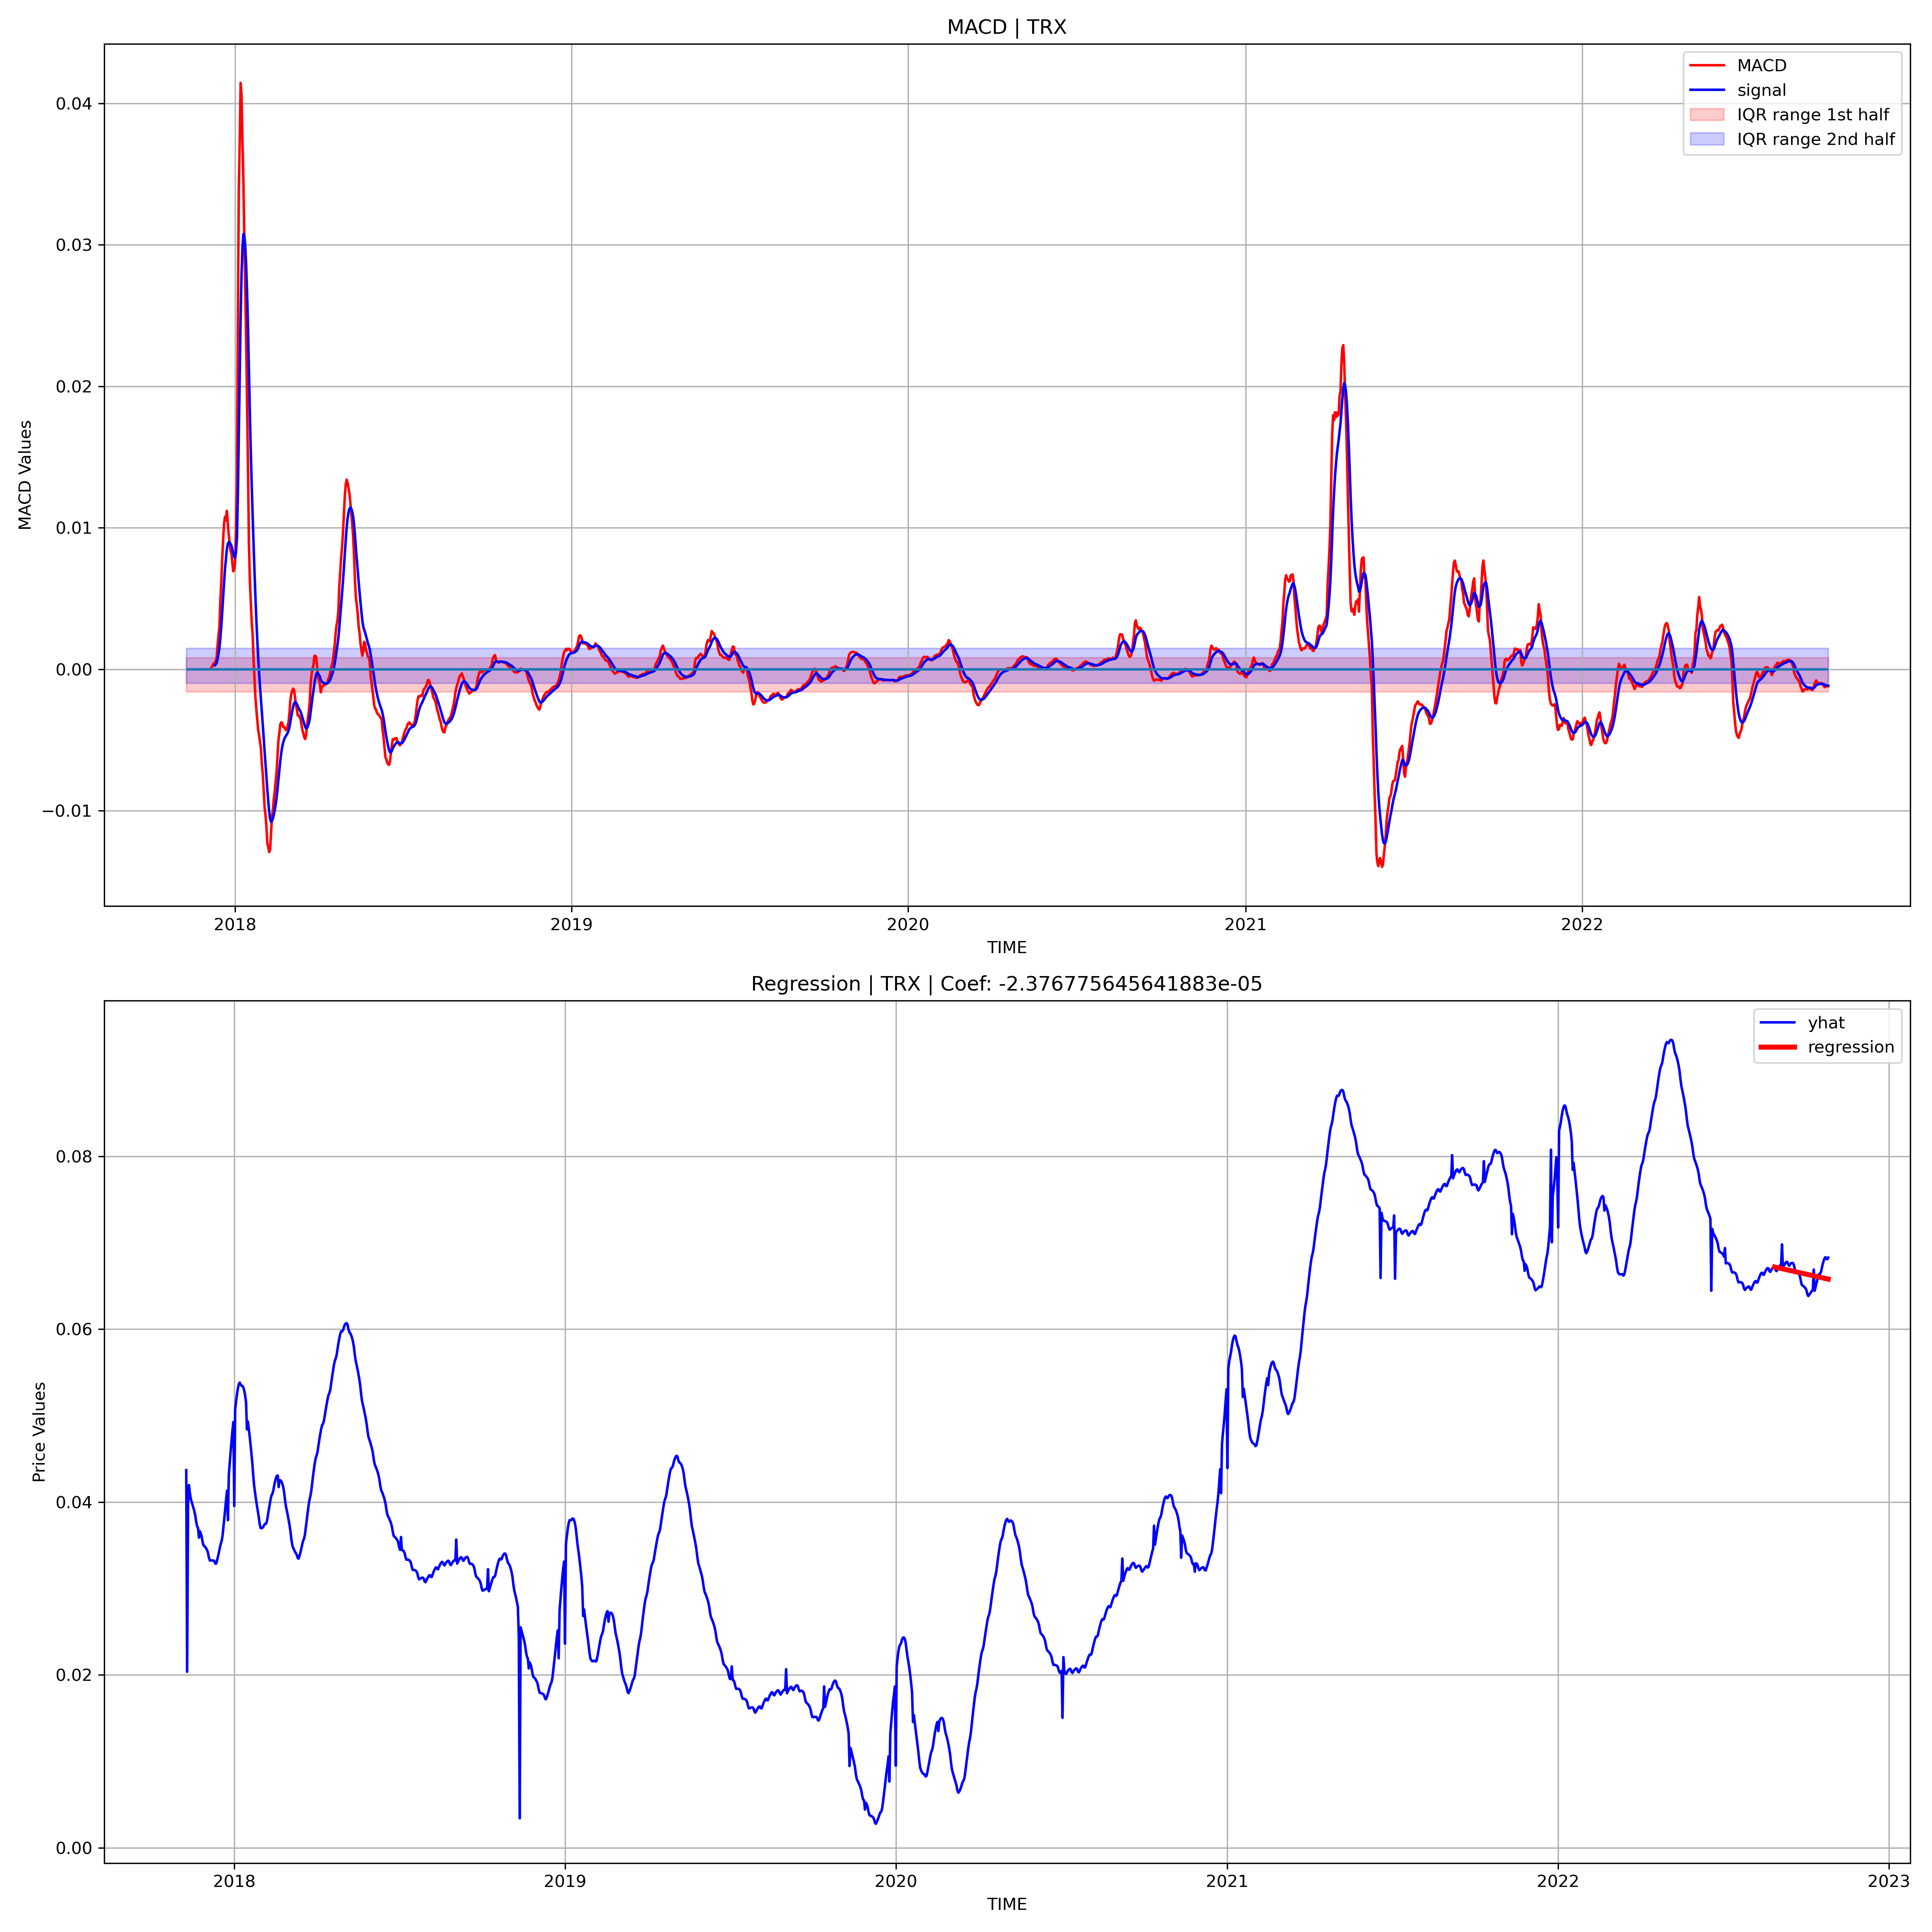 MACD | TRX
MACD
signal
IQR range 1st half
IQR range 2nd half
0.04
0.03
0.02
0.01
0.00
−0.01
MACD Values
2018 2019 2020 2021 2022
TIME
Regression | TRX | Coef: -2.376775645641883e-05
yhat
regression
0.08
0.06
0.04
0.02
0.00
Price Values
2018 2019 2020 2021 2022 2023
TIME